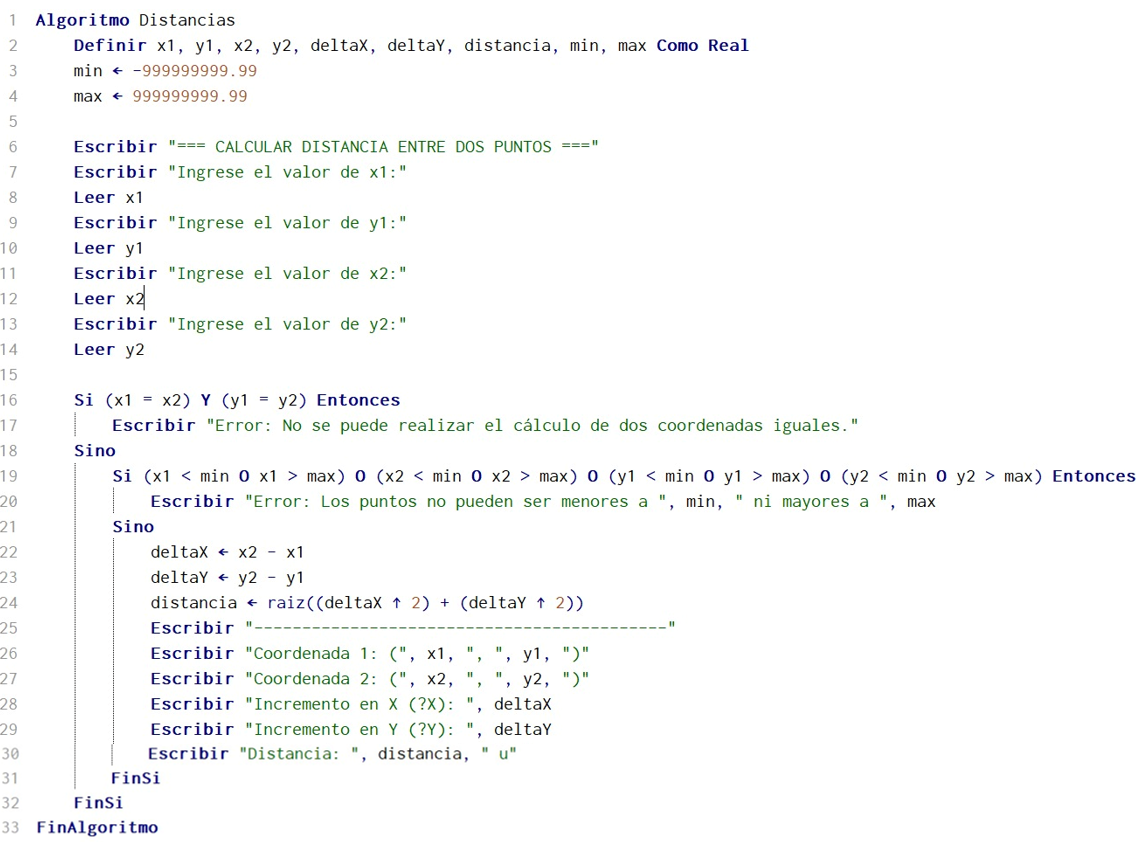 1 Algoritmo Distancias
2 Definir x1, y1, x2, y2, deltaX, deltaY, distancia, min, max Como Real
3 min ← -999999999.99
4 max ← 999999999.99
5
6 Escribir "=== CALCULAR DISTANCIA ENTRE DOS PUNTOS ==="
7 Escribir "Ingrese el valor de x1:"
8 Leer x1
9 Escribir "Ingrese el valor de y1:"
10 Leer y1
11 Escribir "Ingrese el valor de x2:"
12 Leer x2
13 Escribir "Ingrese el valor de y2:"
14 Leer y2
15
16 Si (x1 = x2) Y (y1 = y2) Entonces
17 Escribir "Error: No se puede realizar el cálculo de dos coordenadas iguales."
18 Sino
19 Si (x1 < min O x1 > max) O (x2 < min O x2 > max) O (y1 < min O y1 > max) O (y2 < min O y2 > max) Entonces
20 Escribir "Error: Los puntos no pueden ser menores a ", min, " ni mayores a ", max
21 Sino
22 deltaX ← x2 - x1
23 deltaY ← y2 - y1
24 distancia ← raiz((deltaX ↑ 2) + (deltaY ↑ 2))
25 Escribir "-------------------------------------------"
26 Escribir "Coordenada 1: (", x1, ", ", y1, ")"
27 Escribir "Coordenada 2: (", x2, ", ", y2, ")"
28 Escribir "Incremento en X (?X): ", deltaX
29 Escribir "Incremento en Y (?Y): ", deltaY
30 Escribir "Distancia: ", distancia, " u"
31 FinSi
32 FinSi
33 FinAlgoritmo